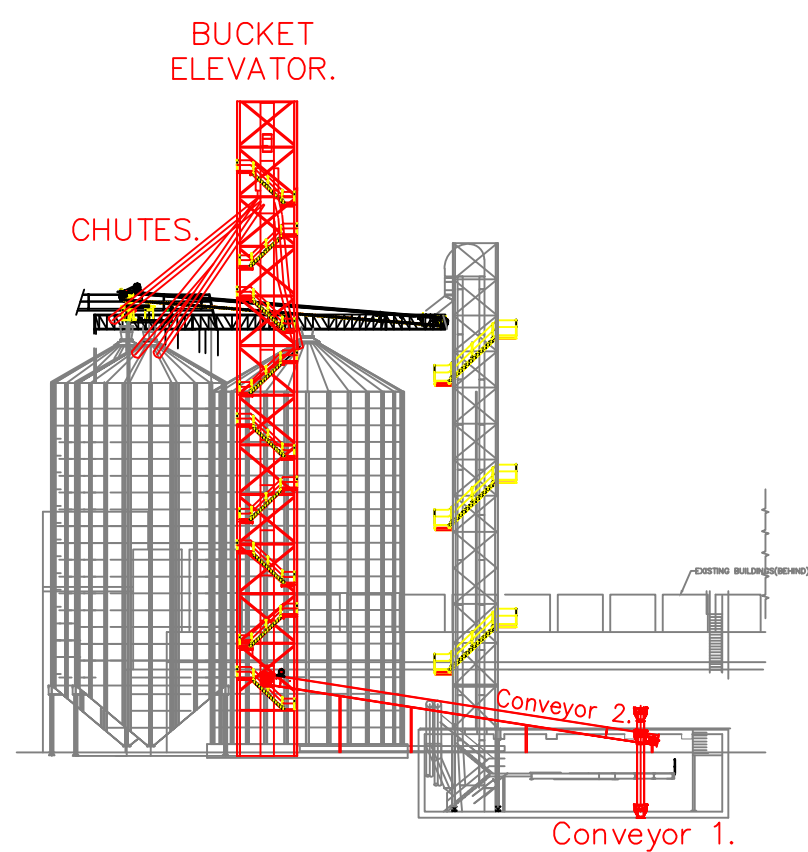 BUCKET
ELEVATOR.
CHUTES.
EXISTING BUILDINGS(BEHIND)
Conveyor 2.
Conveyor 1.